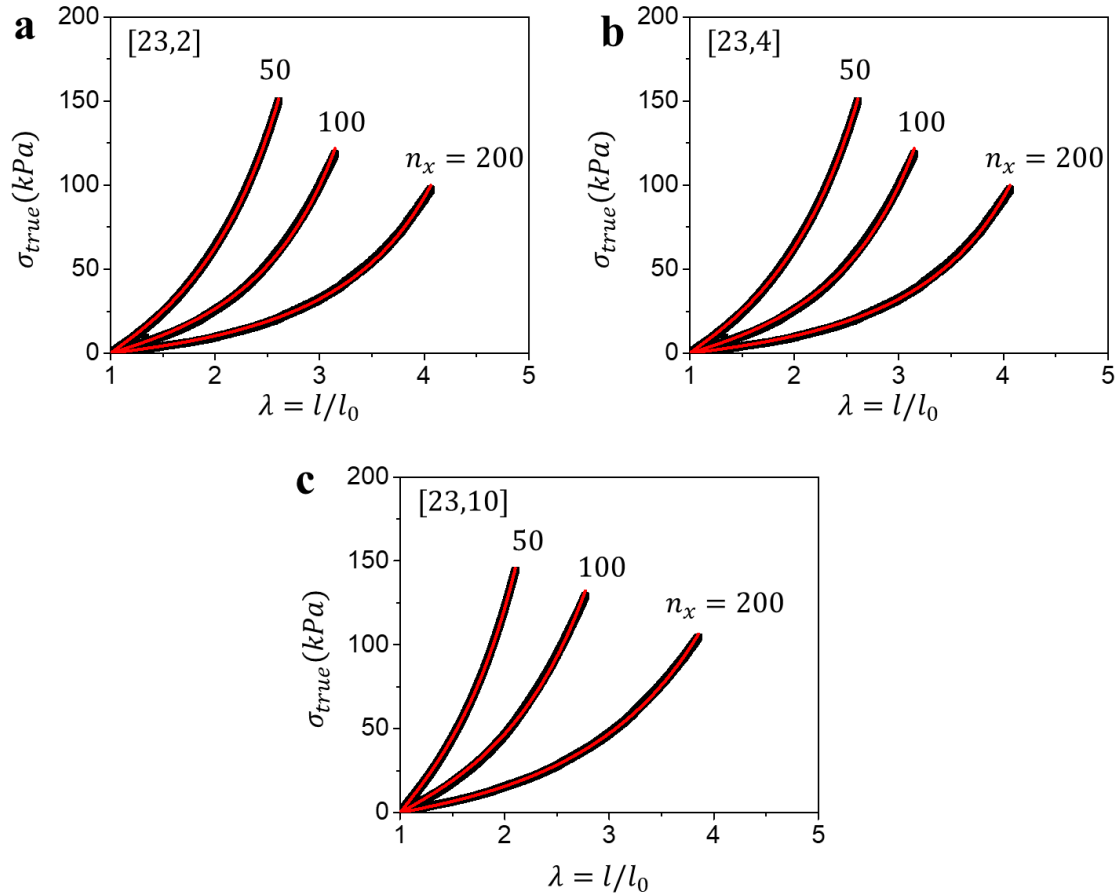 a
[23,2]
50
100
n_x = 200
200
150
100
50
0
σ_true(kPa)
1 2 3 4 5
λ = l/l_0
b
[23,4]
50
100
n_x = 200
200
150
100
50
0
σ_true(kPa)
1 2 3 4 5
λ = l/l_0
c
[23,10]
50
100
n_x = 200
200
150
100
50
0
σ_true(kPa)
1 2 3 4 5
λ = l/l_0